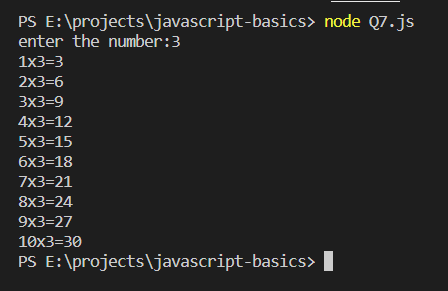 PS E:\projects\javascript-basics> node Q7.js
enter the number:3
1x3=3
2x3=6
3x3=9
4x3=12
5x3=15
6x3=18
7x3=21
8x3=24
9x3=27
10x3=30
PS E:\projects\javascript-basics>